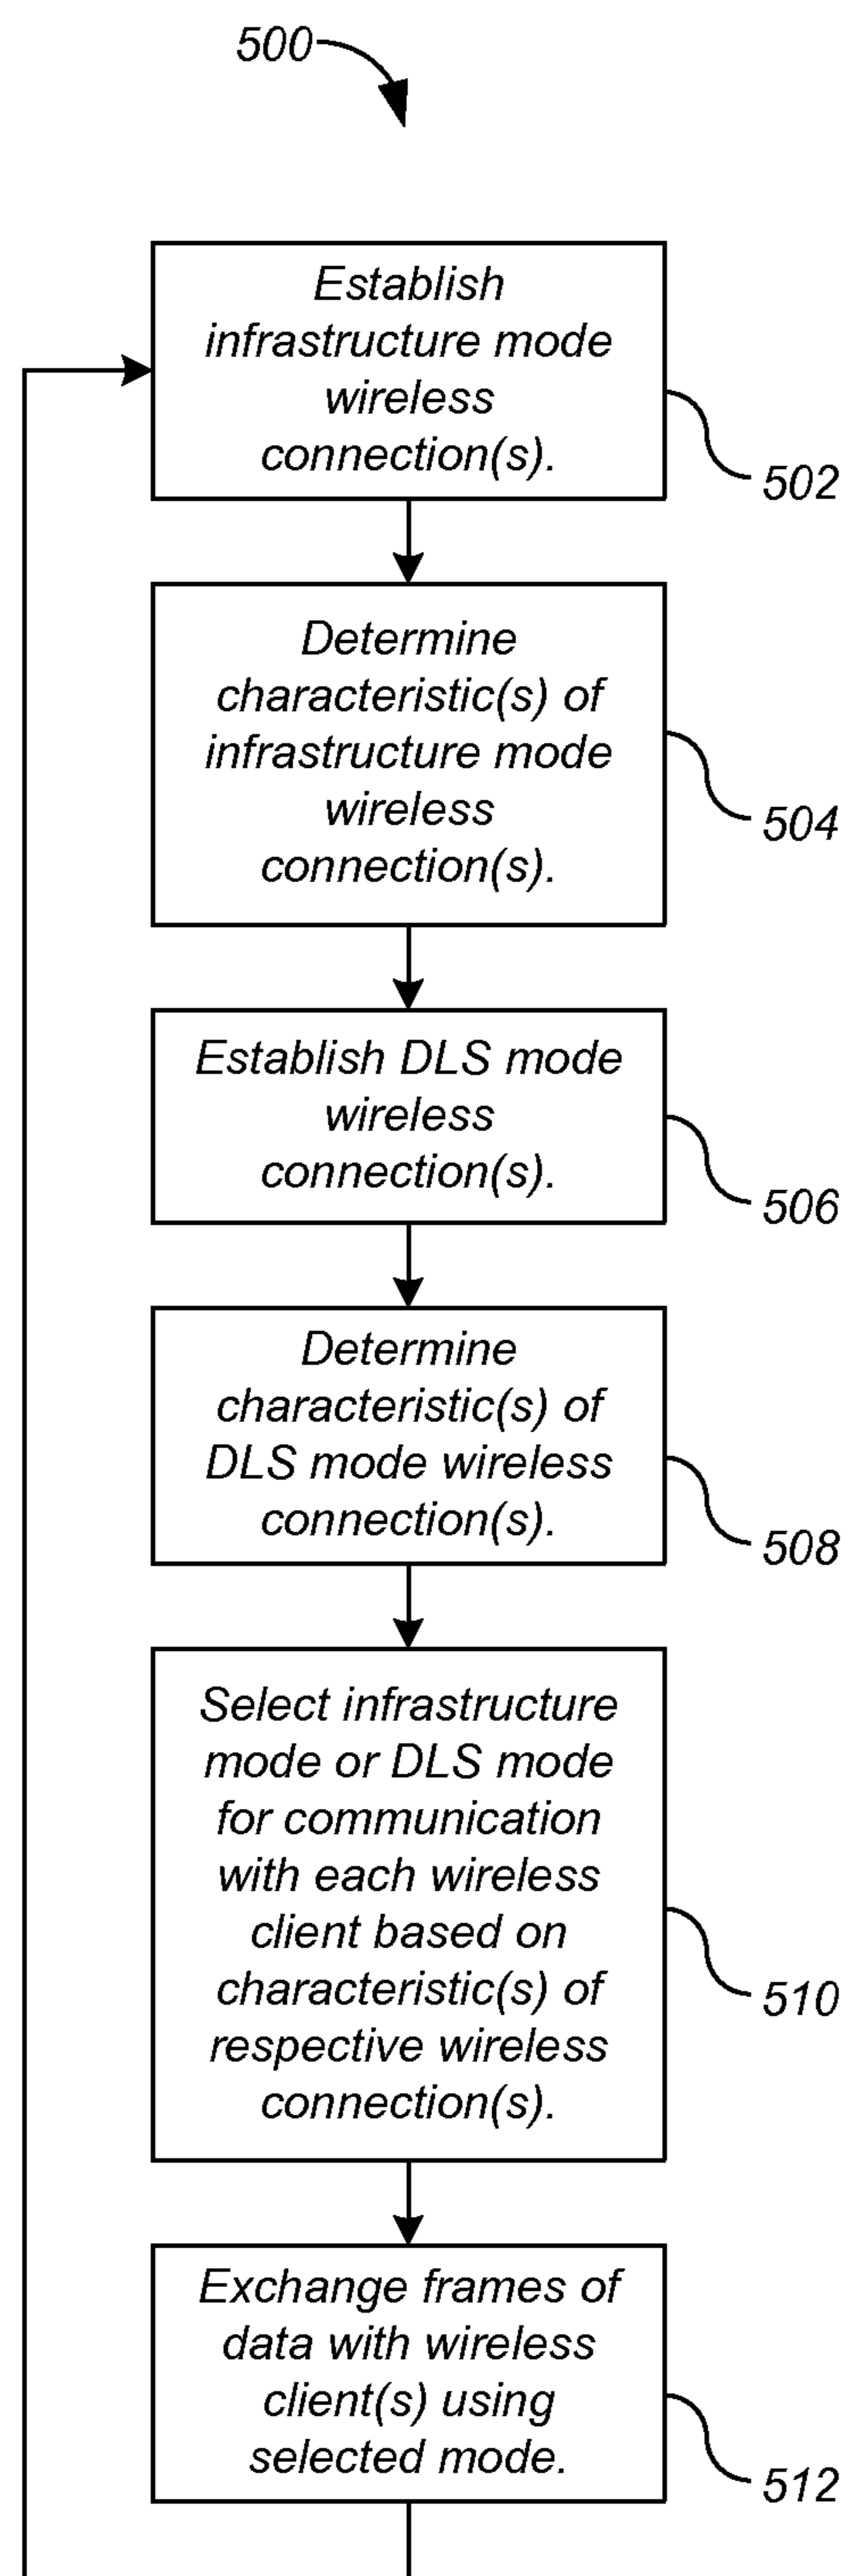 500
Establish
infrastructure mode
wireless
connection(s).
502
Determine
characteristic(s) of
infrastructure mode
wireless
connection(s).
504
Establish DLS mode
wireless
connection(s).
506
Determine
characteristic(s) of
DLS mode wireless
connection(s).
508
Select infrastructure
mode or DLS mode
for communication
with each wireless
client based on
characteristic(s) of
respective wireless
connection(s).
510
Exchange frames of
data with wireless
client(s) using
selected mode.
512